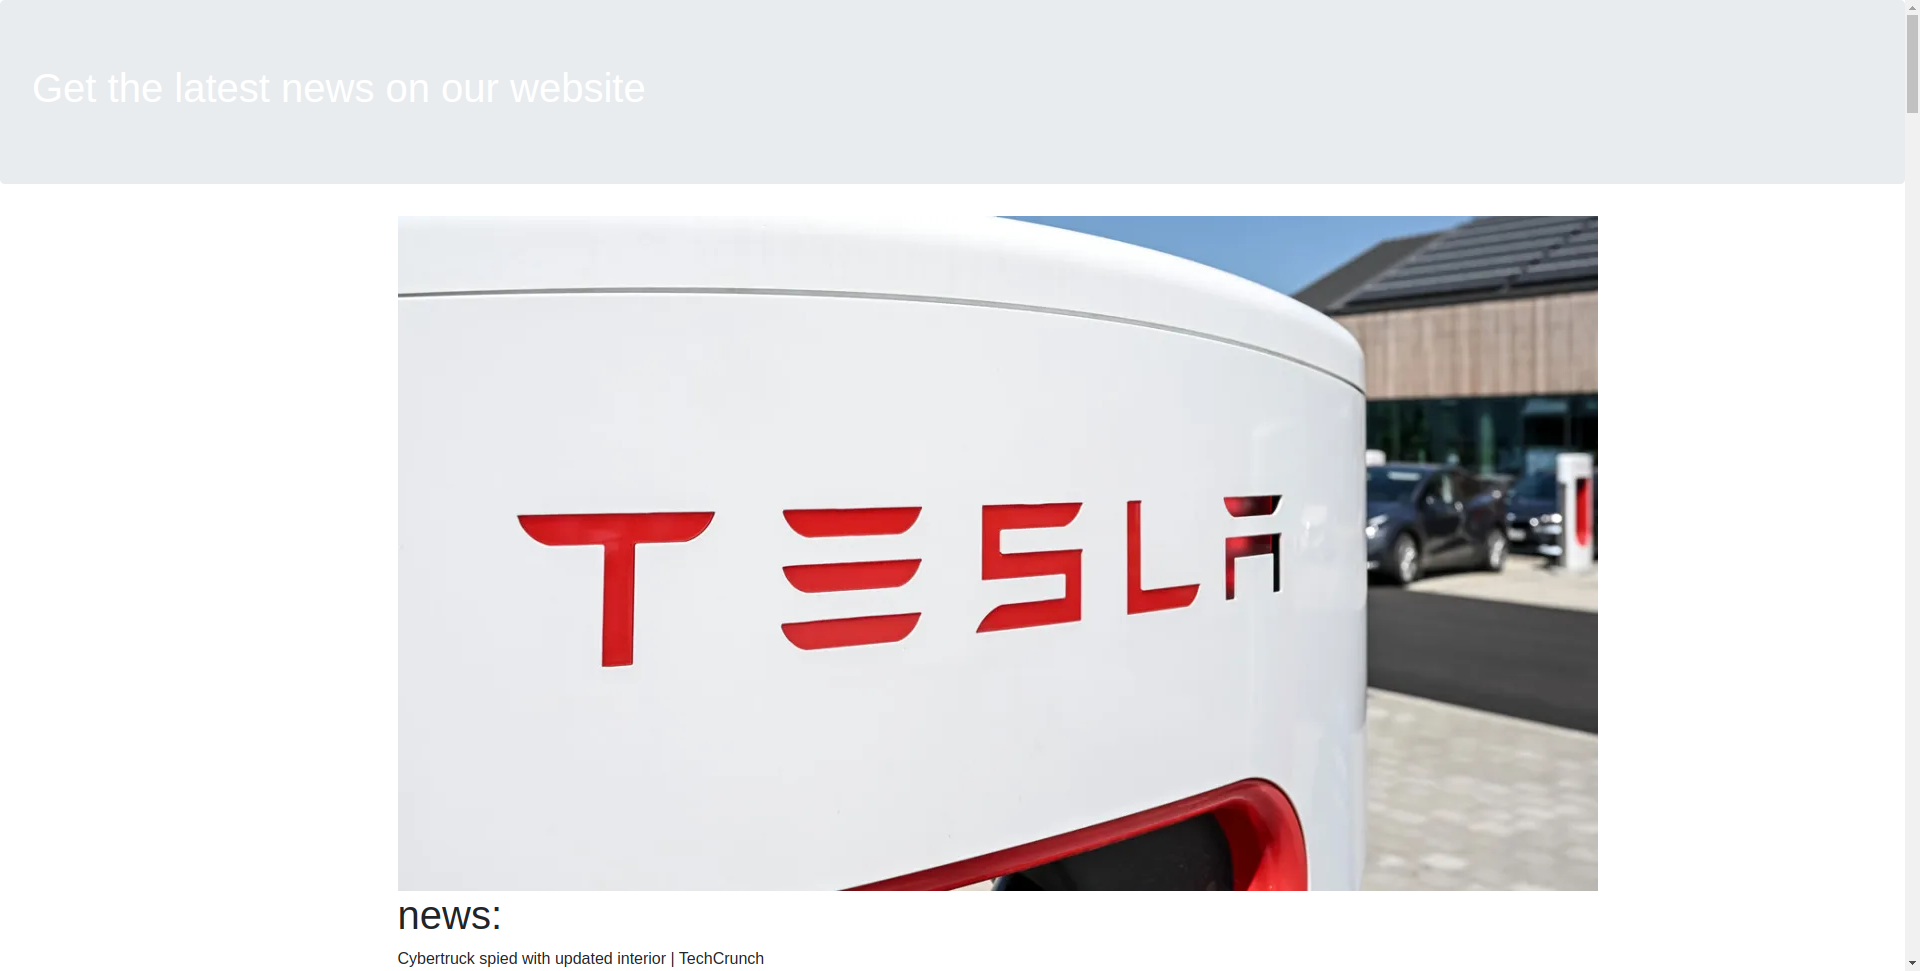 Get the latest news on our website
TESLA
news:
Cybertruck spied with updated interior | TechCrunch